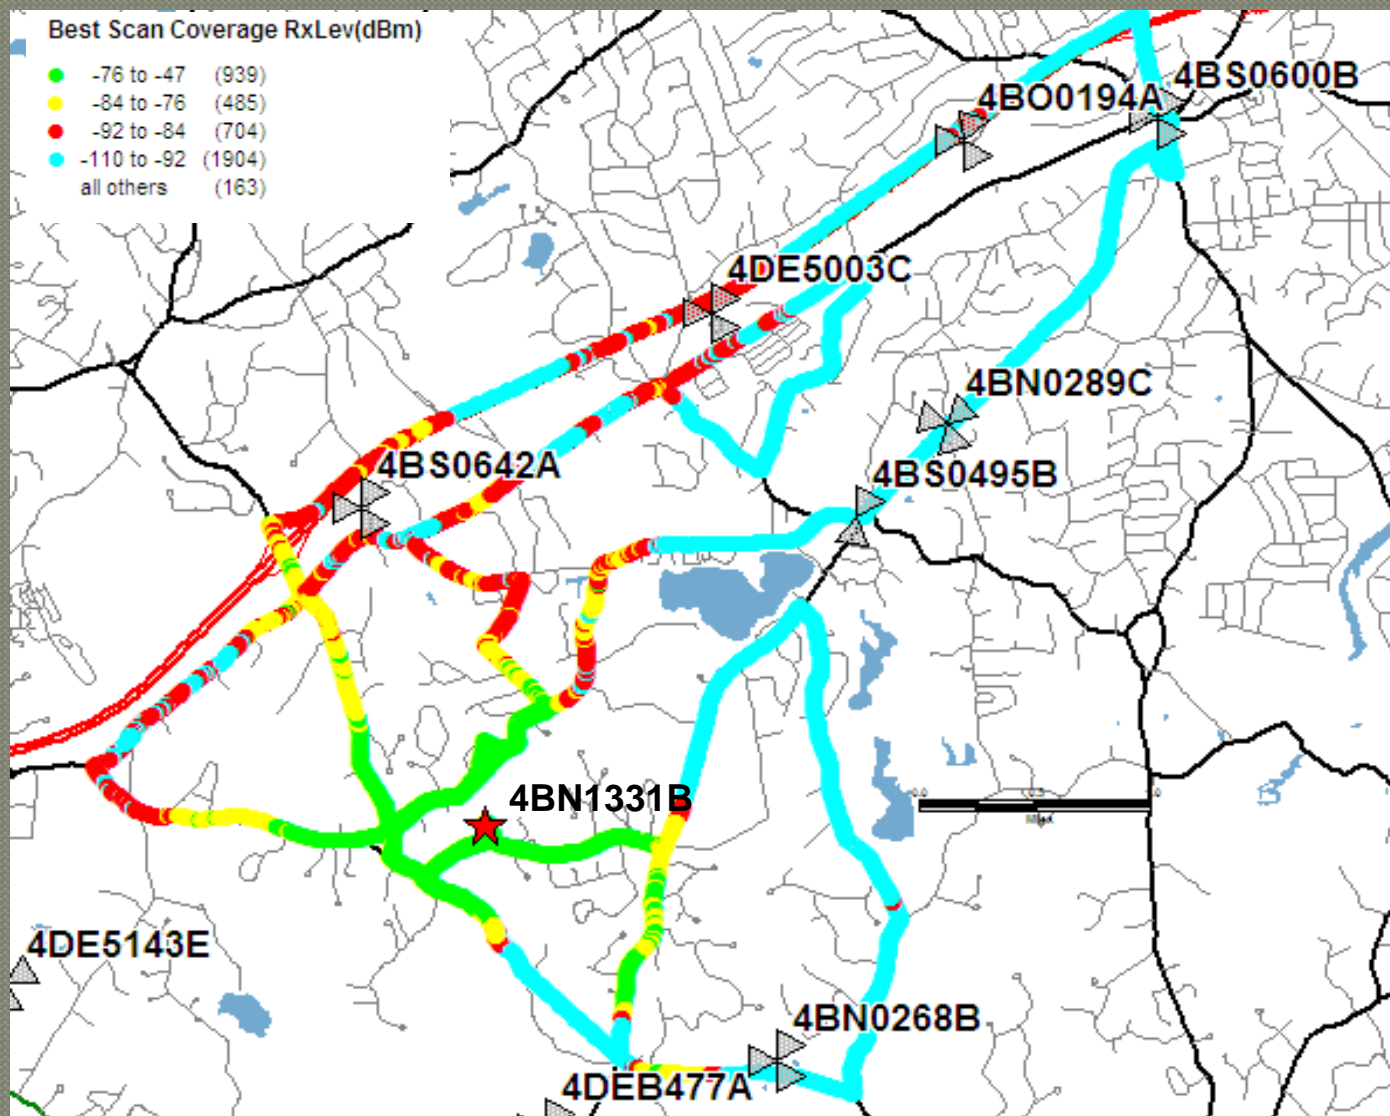 Best Scan Coverage RxLev(dBm)
-76 to -47 (939)
-84 to -76 (485)
-92 to -84 (704)
-110 to -92 (1904)
all others (163)
4BS0600B
4BO0194A
4DE5003C
4BN0289C
4BS0642A
4BS0495B
4BN1331B
4DE5143E
4BN0268B
4DEB477A